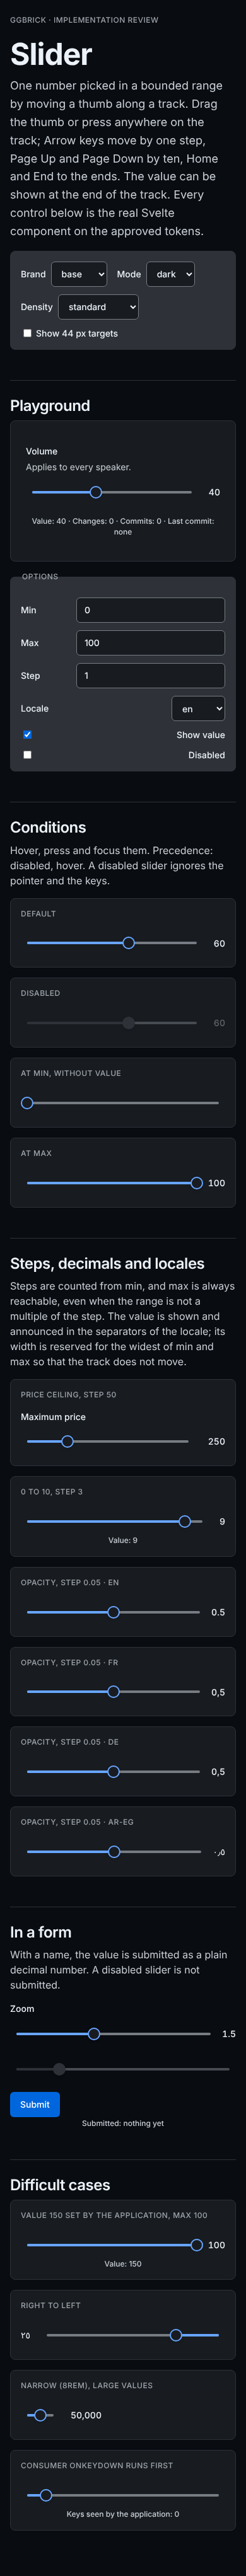 GGBRICK · IMPLEMENTATION REVIEW
Slider
One number picked in a bounded range
by moving a thumb along a track. Drag
the thumb or press anywhere on the
track; Arrow keys move by one step,
Page Up and Page Down by ten, Home
and End to the ends. The value can be
shown at the end of the track. Every
control below is the real Svelte
component on the approved tokens.
Brand base Mode dark
Density standard
Show 44 px targets
Playground
Volume
Applies to every speaker.
40
Value: 40 · Changes: 0 · Commits: 0 · Last commit:
none
OPTIONS
Min 0
Max 100
Step 1
Locale en
Show value
Disabled
Conditions
Hover, press and focus them. Precedence:
disabled, hover. A disabled slider ignores the
pointer and the keys.
DEFAULT
60
DISABLED
60
AT MIN, WITHOUT VALUE
AT MAX
100
Steps, decimals and locales
Steps are counted from min, and max is always
reachable, even when the range is not a
multiple of the step. The value is shown and
announced in the separators of the locale; its
width is reserved for the widest of min and
max so that the track does not move.
PRICE CEILING, STEP 50
Maximum price
250
0 TO 10, STEP 3
9
Value: 9
OPACITY, STEP 0.05 · EN
0.5
OPACITY, STEP 0.05 · FR
0,5
OPACITY, STEP 0.05 · DE
0,5
OPACITY, STEP 0.05 · AR-EG
٠٫٥
In a form
With a name, the value is submitted as a plain
decimal number. A disabled slider is not
submitted.
Zoom
1.5
Submit
Submitted: nothing yet
Difficult cases
VALUE 150 SET BY THE APPLICATION, MAX 100
100
Value: 150
RIGHT TO LEFT
٢٥
NARROW (8REM), LARGE VALUES
50,000
CONSUMER ONKEYDOWN RUNS FIRST
Keys seen by the application: 0